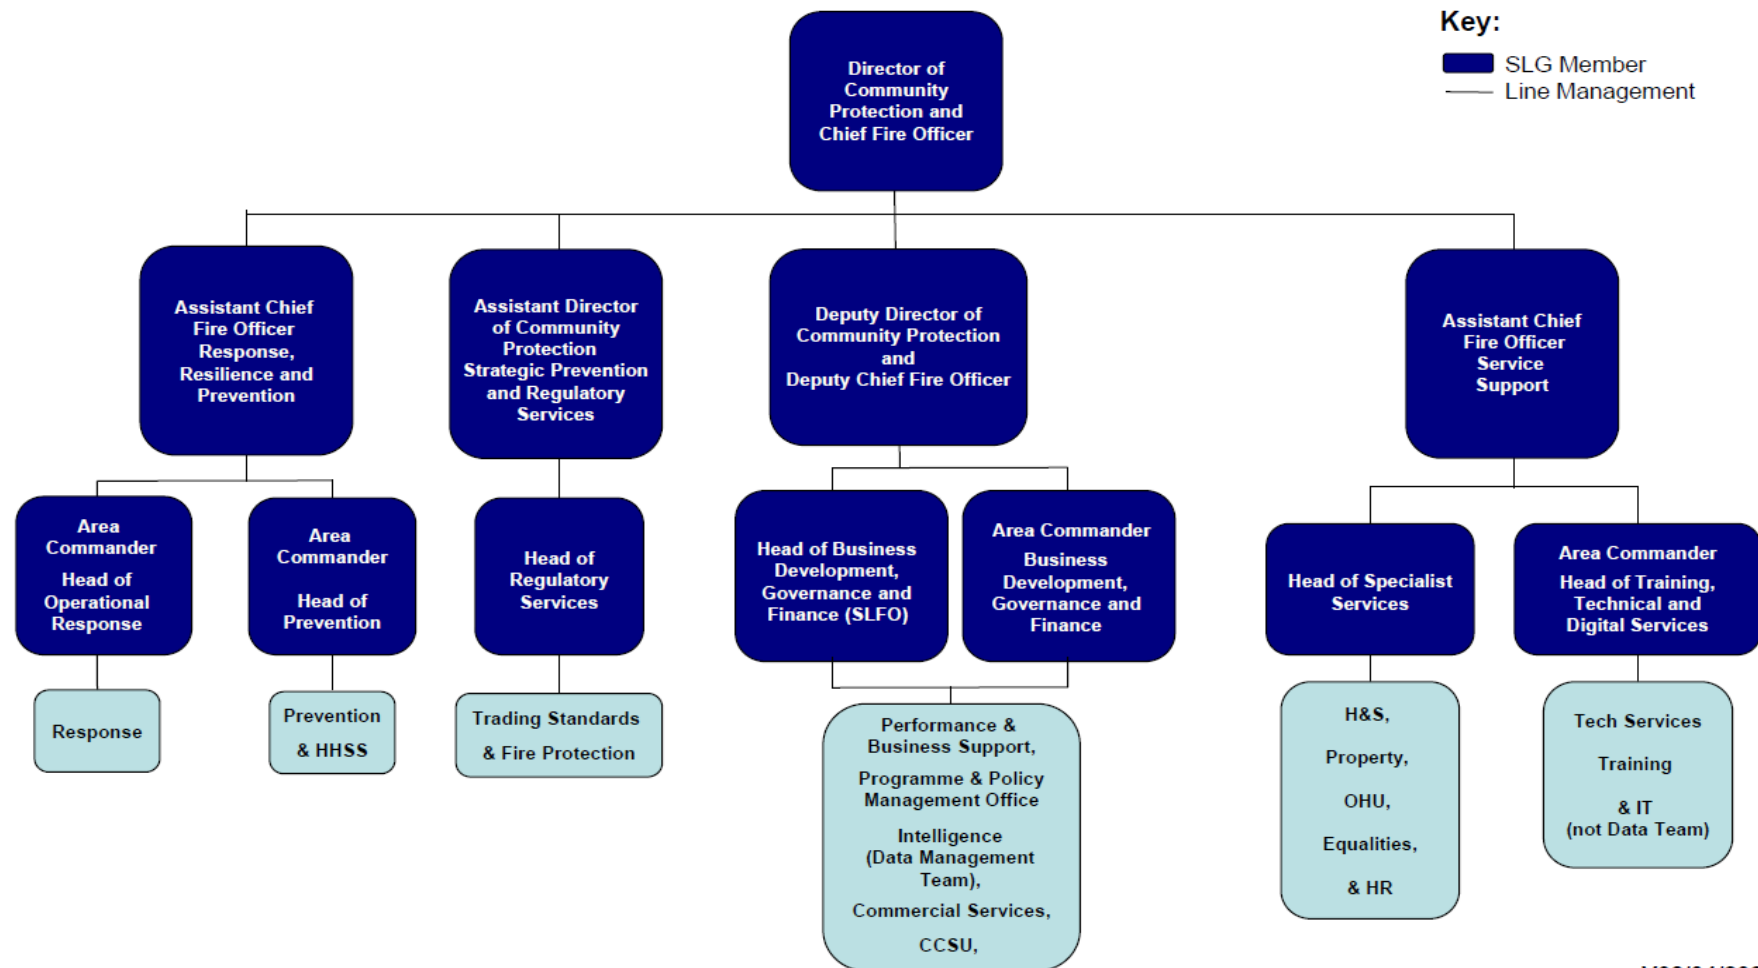 Key:
SLG Member
Line Management
Director of
Community
Protection and
Chief Fire Officer
Assistant Chief
Fire Officer
Response,
Resilience and
Prevention
Assistant Director
of Community
Protection
Strategic Prevention
and Regulatory
Services
Deputy Director of
Community Protection
and
Deputy Chief Fire Officer
Assistant Chief
Fire Officer
Service
Support
Area
Commander
Head of
Operational
Response
Area
Commander
Head of
Prevention
Head of
Regulatory
Services
Head of Business
Development,
Governance and
Finance (SLFO)
Area Commander
Business
Development,
Governance and
Finance
Head of Specialist
Services
Area Commander
Head of Training,
Technical and
Digital Services
Response
Prevention
& HHSS
Trading Standards
& Fire Protection
Performance &
Business Support,
Programme & Policy
Management Office
Intelligence
(Data Management
Team),
Commercial Services,
CCSU,
H&S,
Property,
OHU,
Equalities,
& HR
Tech Services
Training
& IT
(not Data Team)